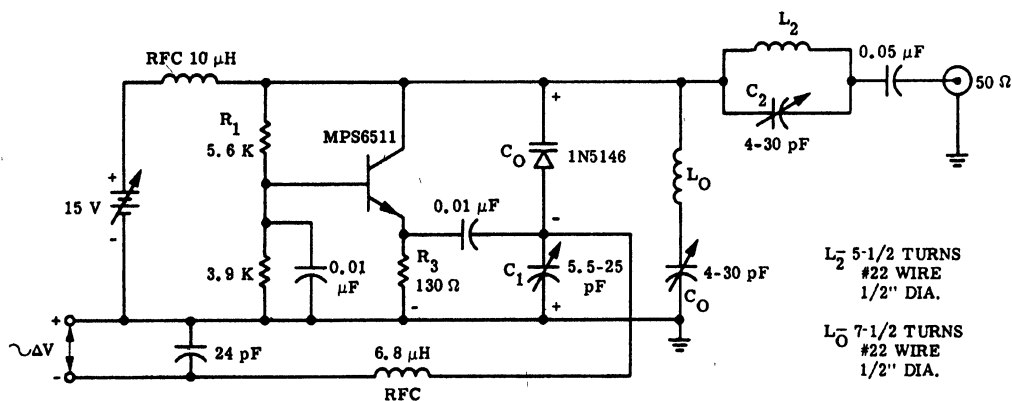 RFC 10 μH
L2
0.05 μF
50 Ω
C2
4-30 pF
R1
5.6 K
MPS6511
CO
1N5146
LO
+
-
+
15 V
-
0.01 μF
3.9 K
0.01
μF
R3
130 Ω
-
C1
5.5-25
pF
+
4-30 pF
CO
L2- 5-1/2 TURNS
#22 WIRE
1/2" DIA.
LO- 7-1/2 TURNS
#22 WIRE
1/2" DIA.
+
∿ΔV
-
24 pF
6.8 μH
RFC